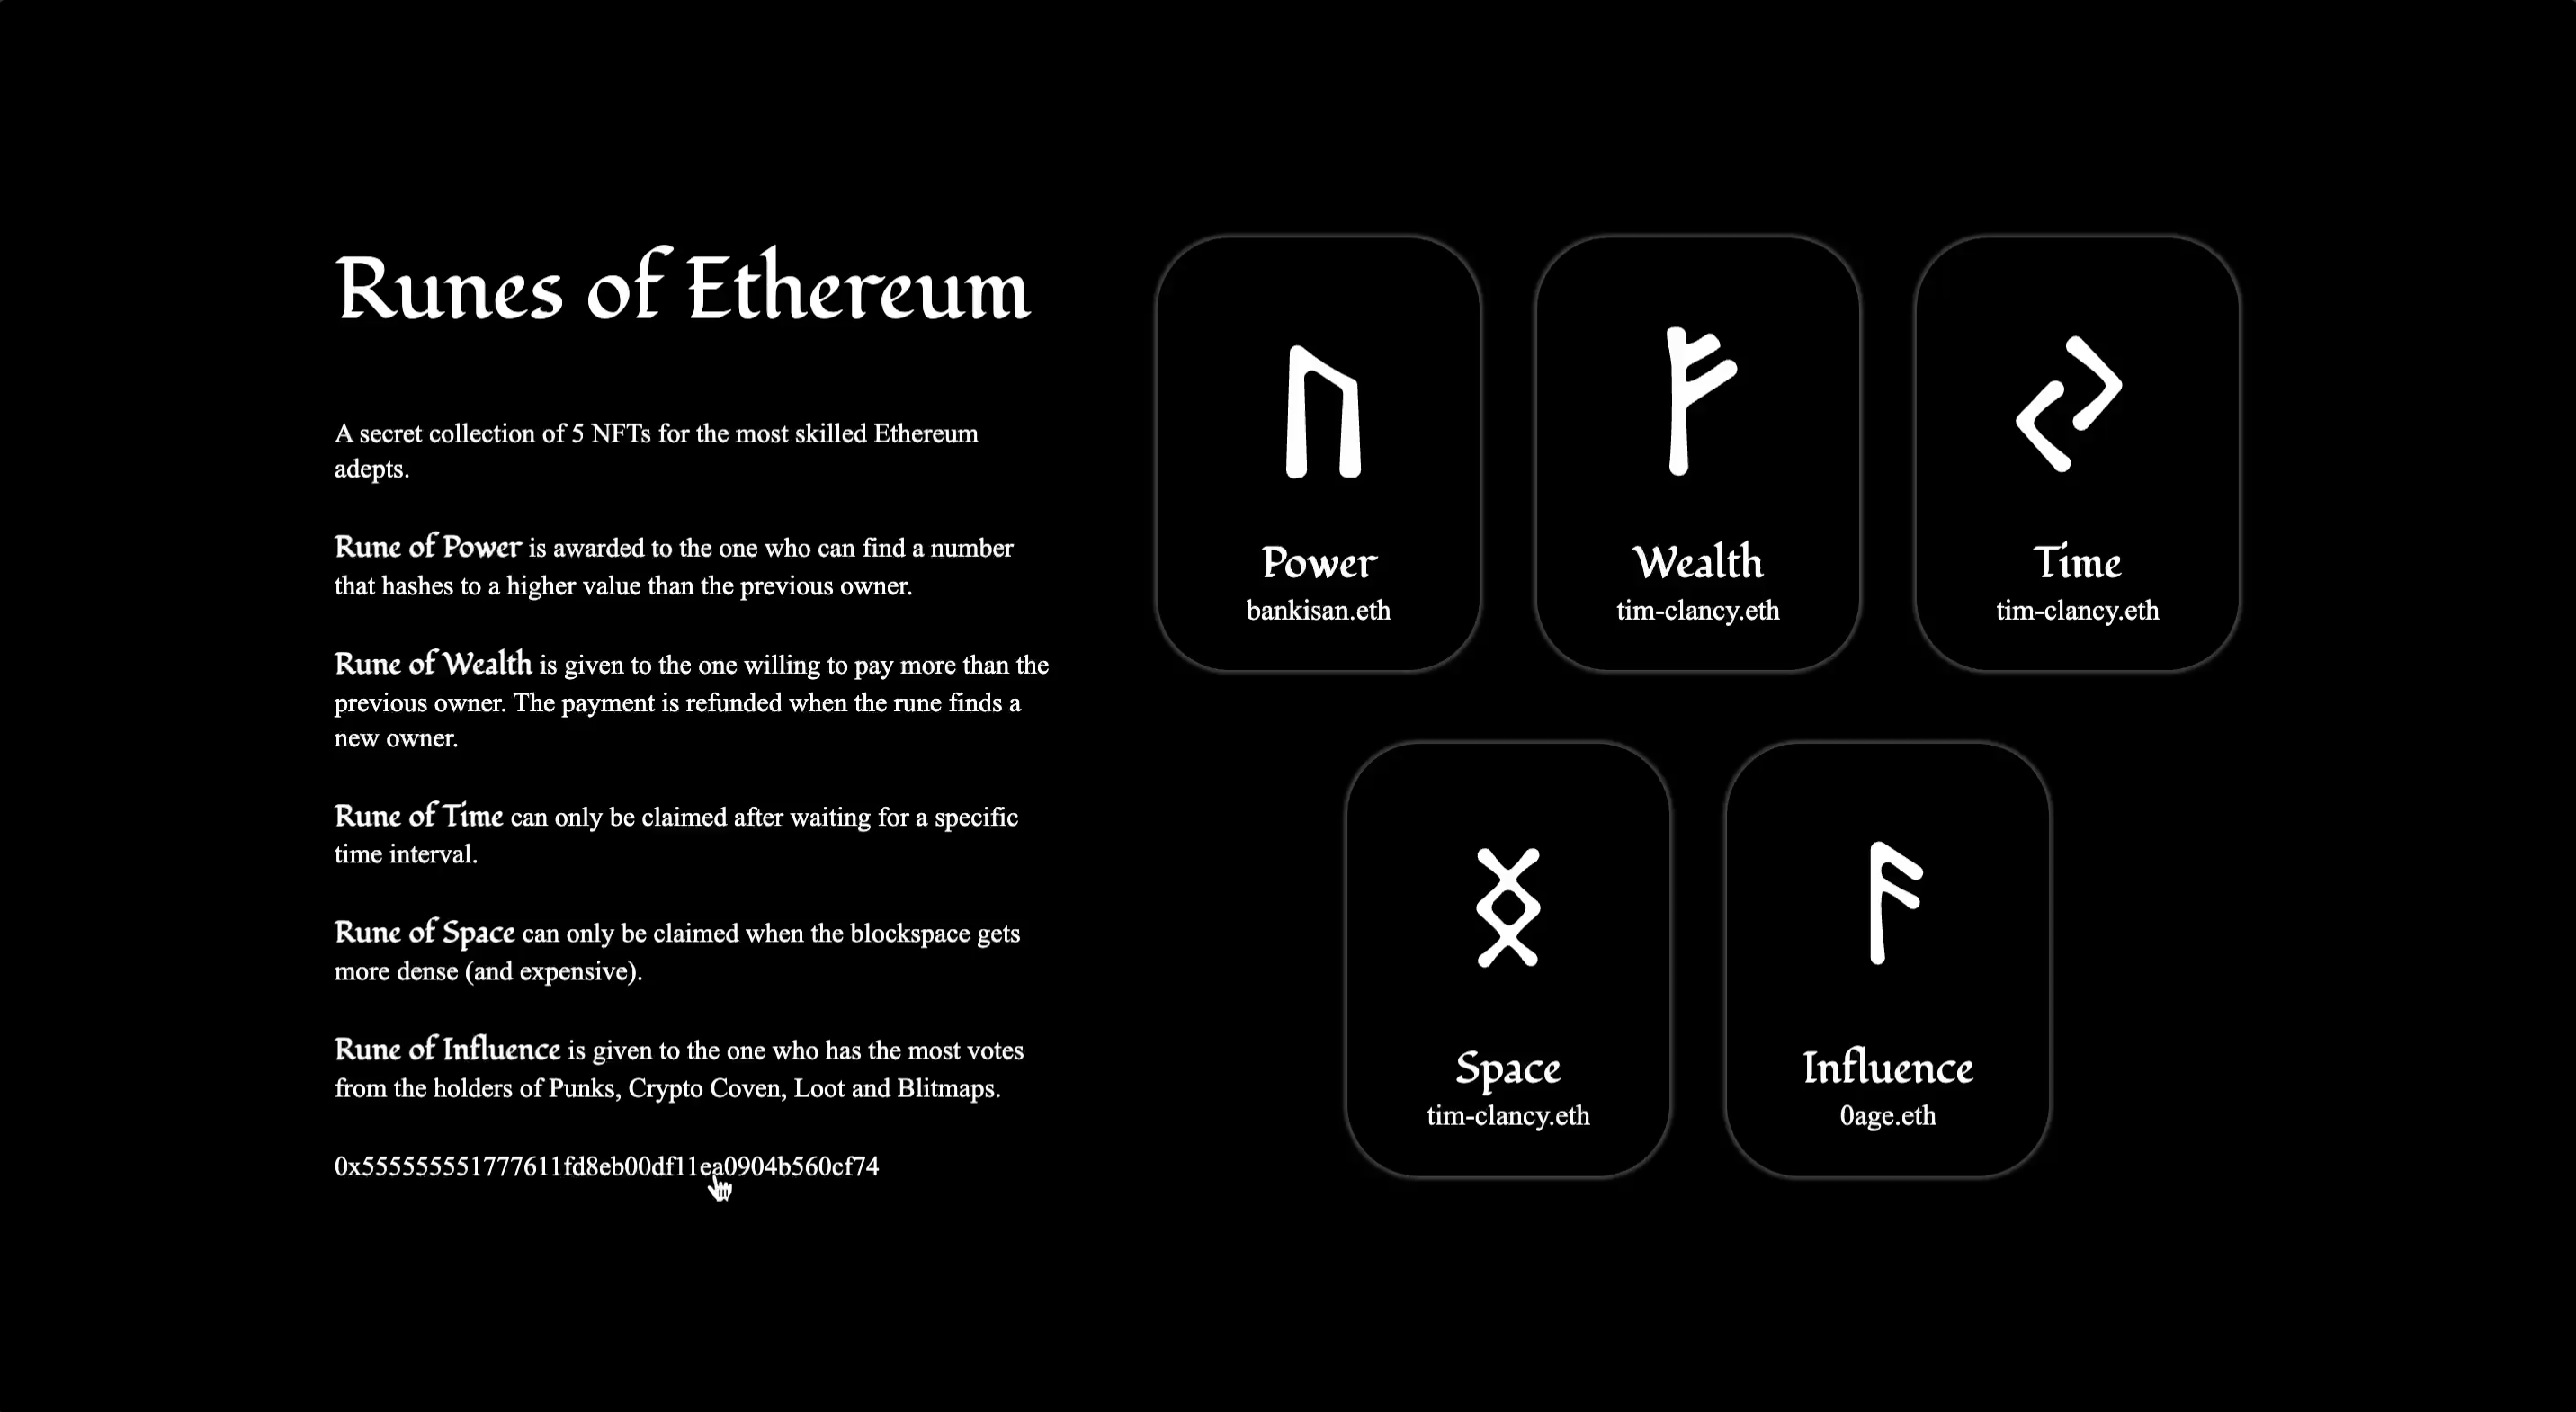 Runes of Ethereum
A secret collection of 5 NFTs for the most skilled Ethereum
adepts.
Rune of Power is awarded to the one who can find a number
that hashes to a higher value than the previous owner.
Rune of Wealth is given to the one willing to pay more than the
previous owner. The payment is refunded when the rune finds a
new owner.
Rune of Time can only be claimed after waiting for a specific
time interval.
Rune of Space can only be claimed when the blockspace gets
more dense (and expensive).
Rune of Influence is given to the one who has the most votes
from the holders of Punks, Crypto Coven, Loot and Blitmaps.
0x555555551777611fd8eb00df11ea0904b560cf74
ᚢ
Power
bankisan.eth
ᚠ
Wealth
tim-clancy.eth
ᛃ
Time
tim-clancy.eth
ᛝ
Space
tim-clancy.eth
ᚨ
Influence
0age.eth